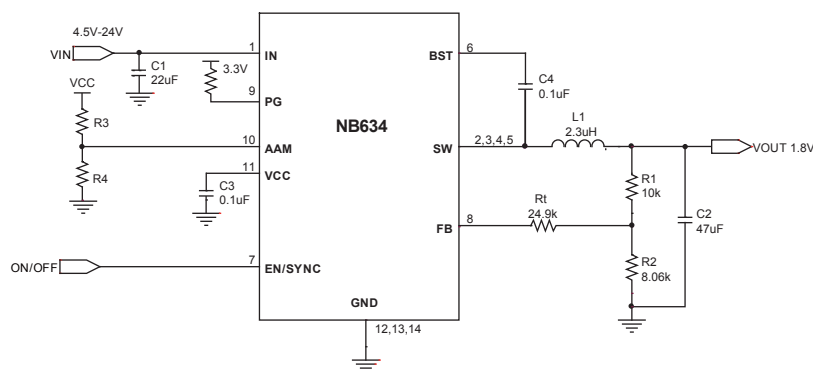 4.5V-24V
VIN
C1
22uF
1
IN
3.3V
9
PG
VCC
R3
10
AAM
R4
11
VCC
C3
0.1uF
ON/OFF
7
EN/SYNC
NB634
GND
12,13,14
BST
6
C4
0.1uF
SW
2,3,4,5
L1
2.3uH
VOUT 1.8V
R1
10k
C2
47uF
FB
8
Rt
24.9k
R2
8.06k